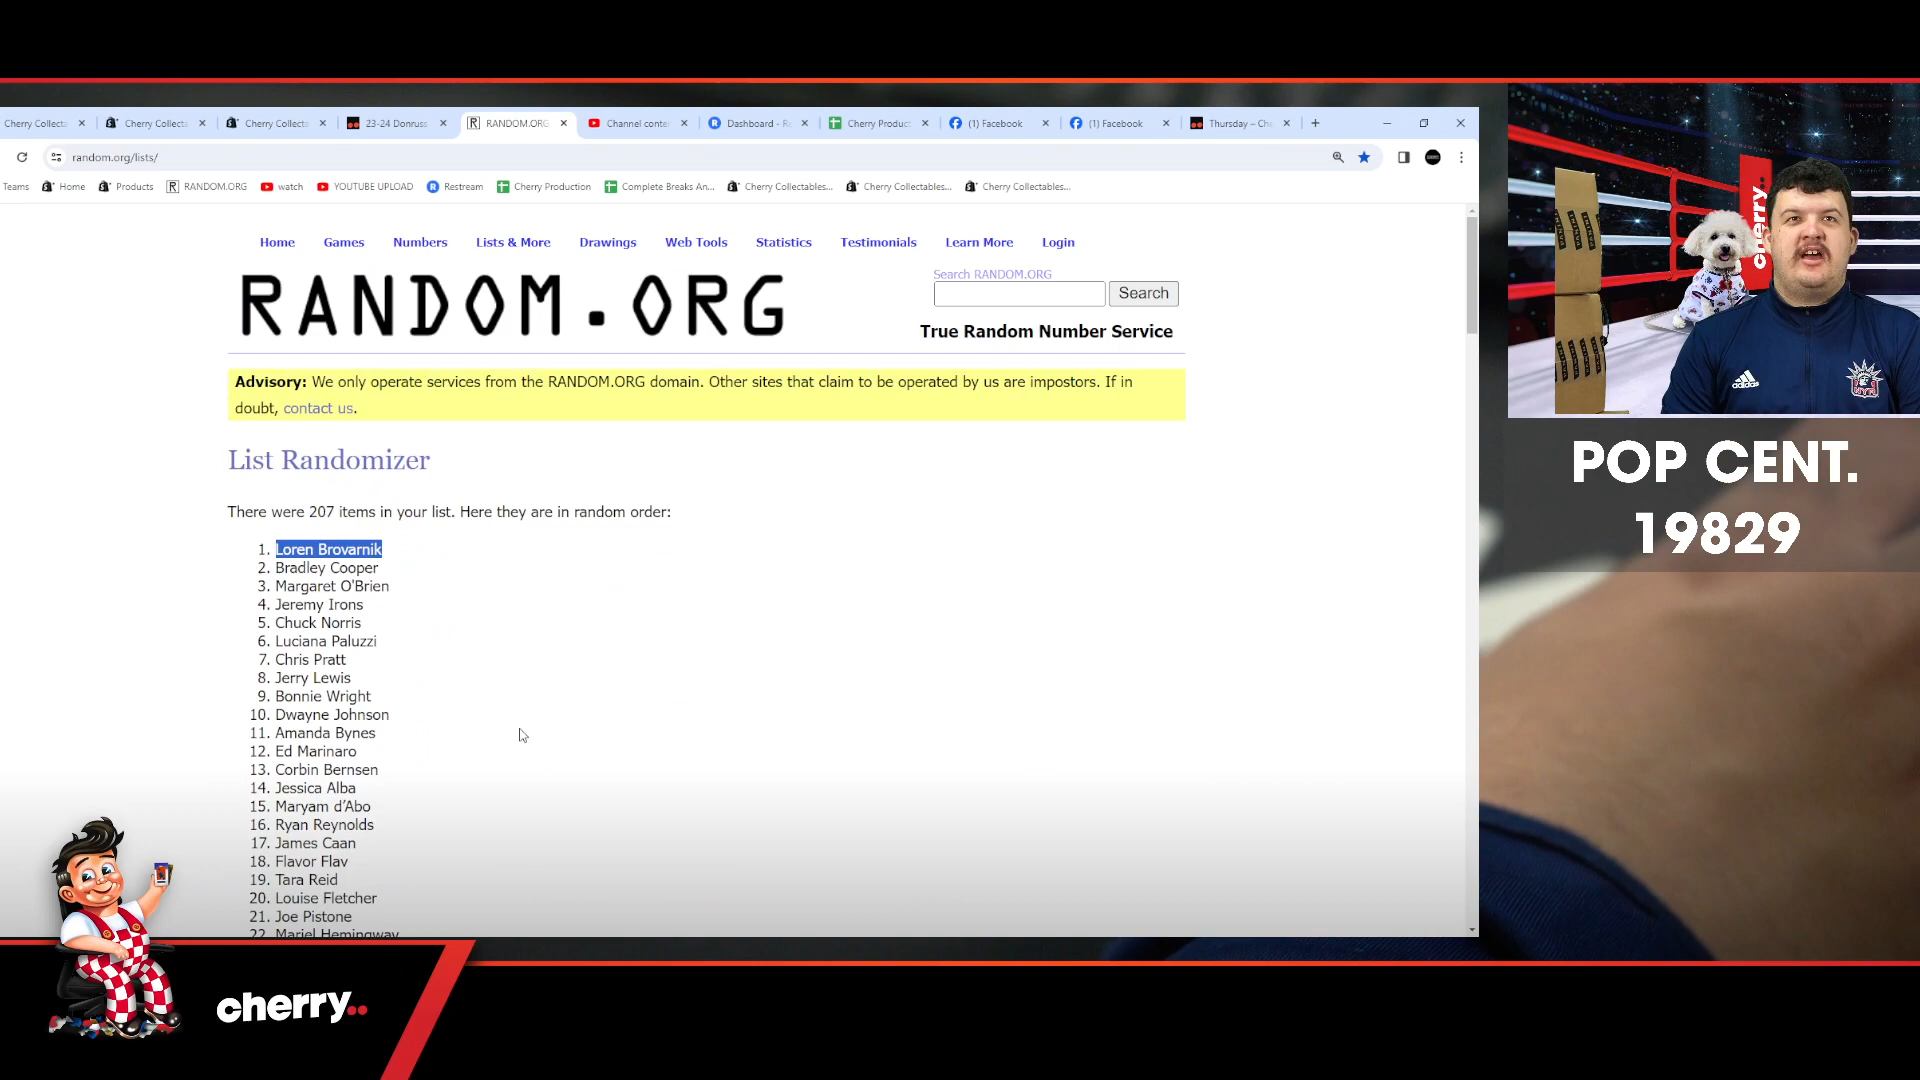 Cherry Collecta
Cherry Collecta
Cherry Collecta
23-24 Donruss
RANDOM.ORG
Channel conte
Dashboard - Re
Cherry Product
(1) Facebook
(1) Facebook
Thursday – Che
random.org/lists/
Teams
Home
Products
RANDOM.ORG
watch
YOUTUBE UPLOAD
Restream
Cherry Production
Complete Breaks An...
Cherry Collectables...
Cherry Collectables...
Cherry Collectables...
Home Games Numbers Lists & More Drawings Web Tools Statistics Testimonials Learn More Login
RANDOM.ORG
Search RANDOM.ORG
Search
True Random Number Service
Advisory: We only operate services from the RANDOM.ORG domain. Other sites that claim to be operated by us are impostors. If in
doubt, contact us.
List Randomizer
There were 207 items in your list. Here they are in random order:
1. Loren Brovarnik
2. Bradley Cooper
3. Margaret O'Brien
4. Jeremy Irons
5. Chuck Norris
6. Luciana Paluzzi
7. Chris Pratt
8. Jerry Lewis
9. Bonnie Wright
10. Dwayne Johnson
11. Amanda Bynes
12. Ed Marinaro
13. Corbin Bernsen
14. Jessica Alba
15. Maryam d’Abo
16. Ryan Reynolds
17. James Caan
18. Flavor Flav
19. Tara Reid
20. Louise Fletcher
21. Joe Pistone
22. Mariel Hemingway
cherry..
adidas
NYR
POP CENT.
19829
cherry..